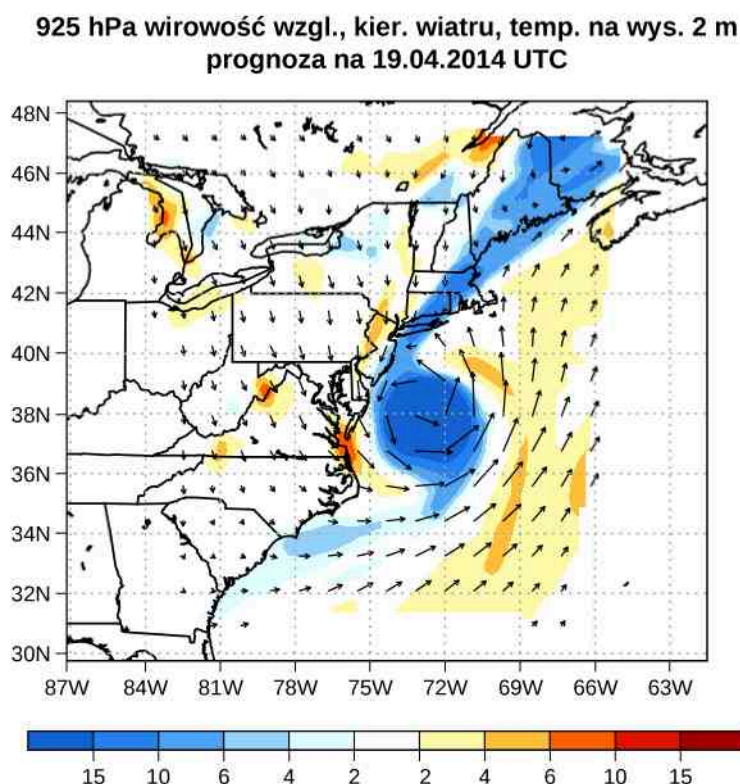 925 hPa wirowość wzgl., kier. wiatru, temp. na wys. 2 m
prognoza na 19.04.2014 UTC
48N
46N
44N
42N
40N
38N
36N
34N
32N
30N
87W 84W 81W 78W 75W 72W 69W 66W 63W
15 10 6 4 2 2 4 6 10 15